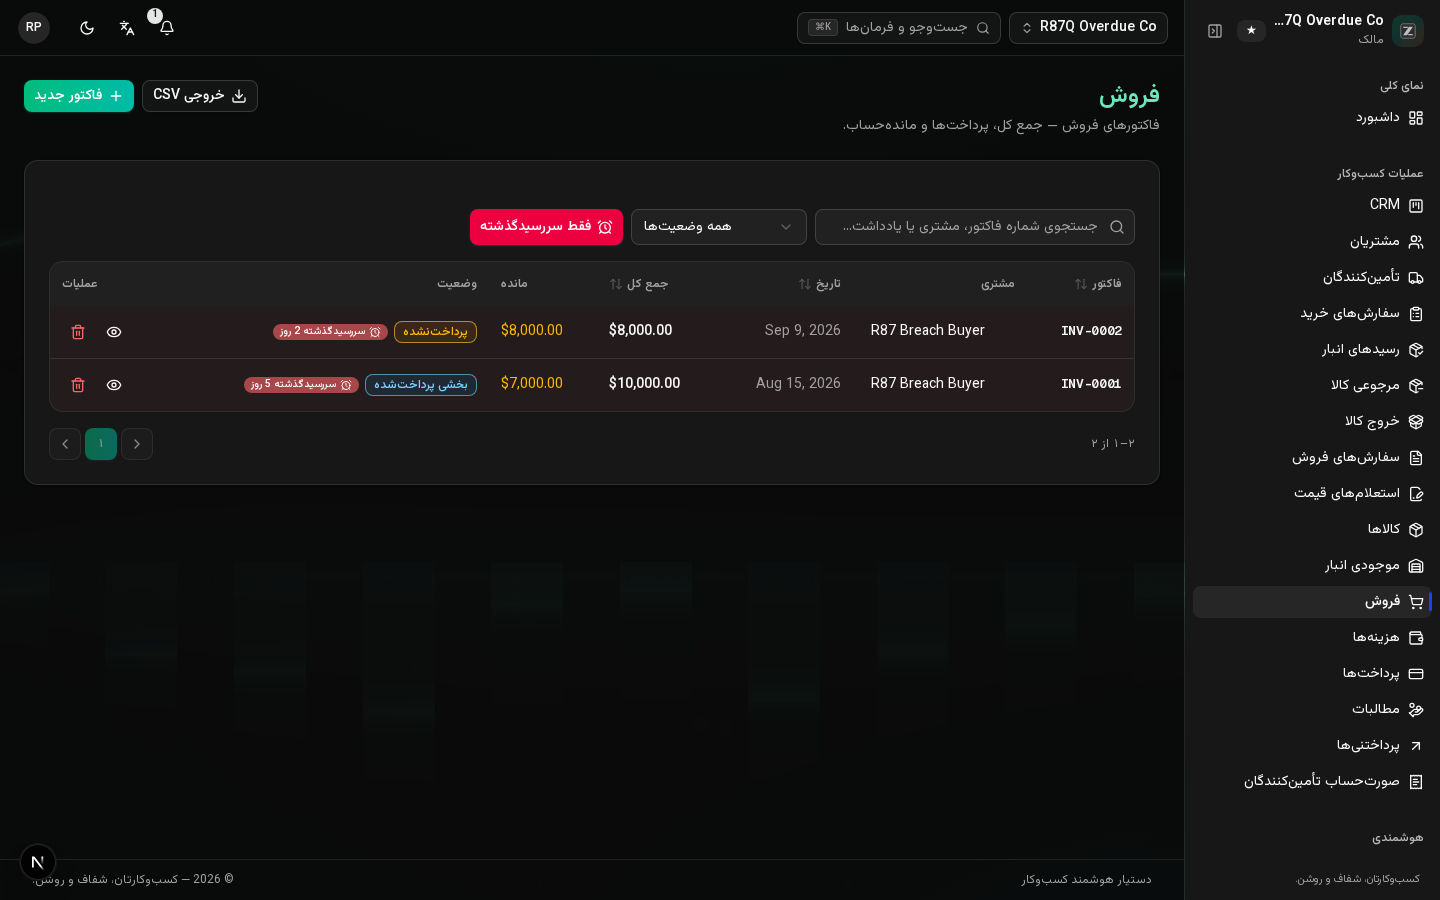 R87Q Overdue Co
جست‌وجو و فرمان‌ها
⌘K
1
RP
...7Q Overdue Co
مالک
★
نمای کلی
داشبورد
عملیات کسب‌وکار
CRM
مشتریان
تأمین‌کنندگان
سفارش‌های خرید
رسیدهای انبار
مرجوعی کالا
خروج کالا
سفارش‌های فروش
استعلام‌های قیمت
کالاها
موجودی انبار
فروش
هزینه‌ها
پرداخت‌ها
مطالبات
پرداختنی‌ها
صورت‌حساب تأمین‌کنندگان
هوشمندی
کسب‌وکارتان، شفاف و روشن.
فروش
فاکتورهای فروش — جمع کل، پرداخت‌ها و مانده‌حساب.
خروجی CSV
فاکتور جدید
جستجوی شماره فاکتور، مشتری یا یادداشت...
همه وضعیت‌ها
فقط سررسیدگذشته
فاکتور مشتری تاریخ جمع کل مانده وضعیت عملیات
INV-0002 R87 Breach Buyer Sep 9, 2026 $8,000.00 $8,000.00 پرداخت‌نشده سررسیدگذشته 2 روز
INV-0001 R87 Breach Buyer Aug 15, 2026 $10,000.00 $7,000.00 بخشی پرداخت‌شده سررسیدگذشته 5 روز
۱–۲ از ۲
۱
دستیار هوشمند کسب‌وکار
© 2026 — کسب‌وکارتان، شفاف و روشن.
N